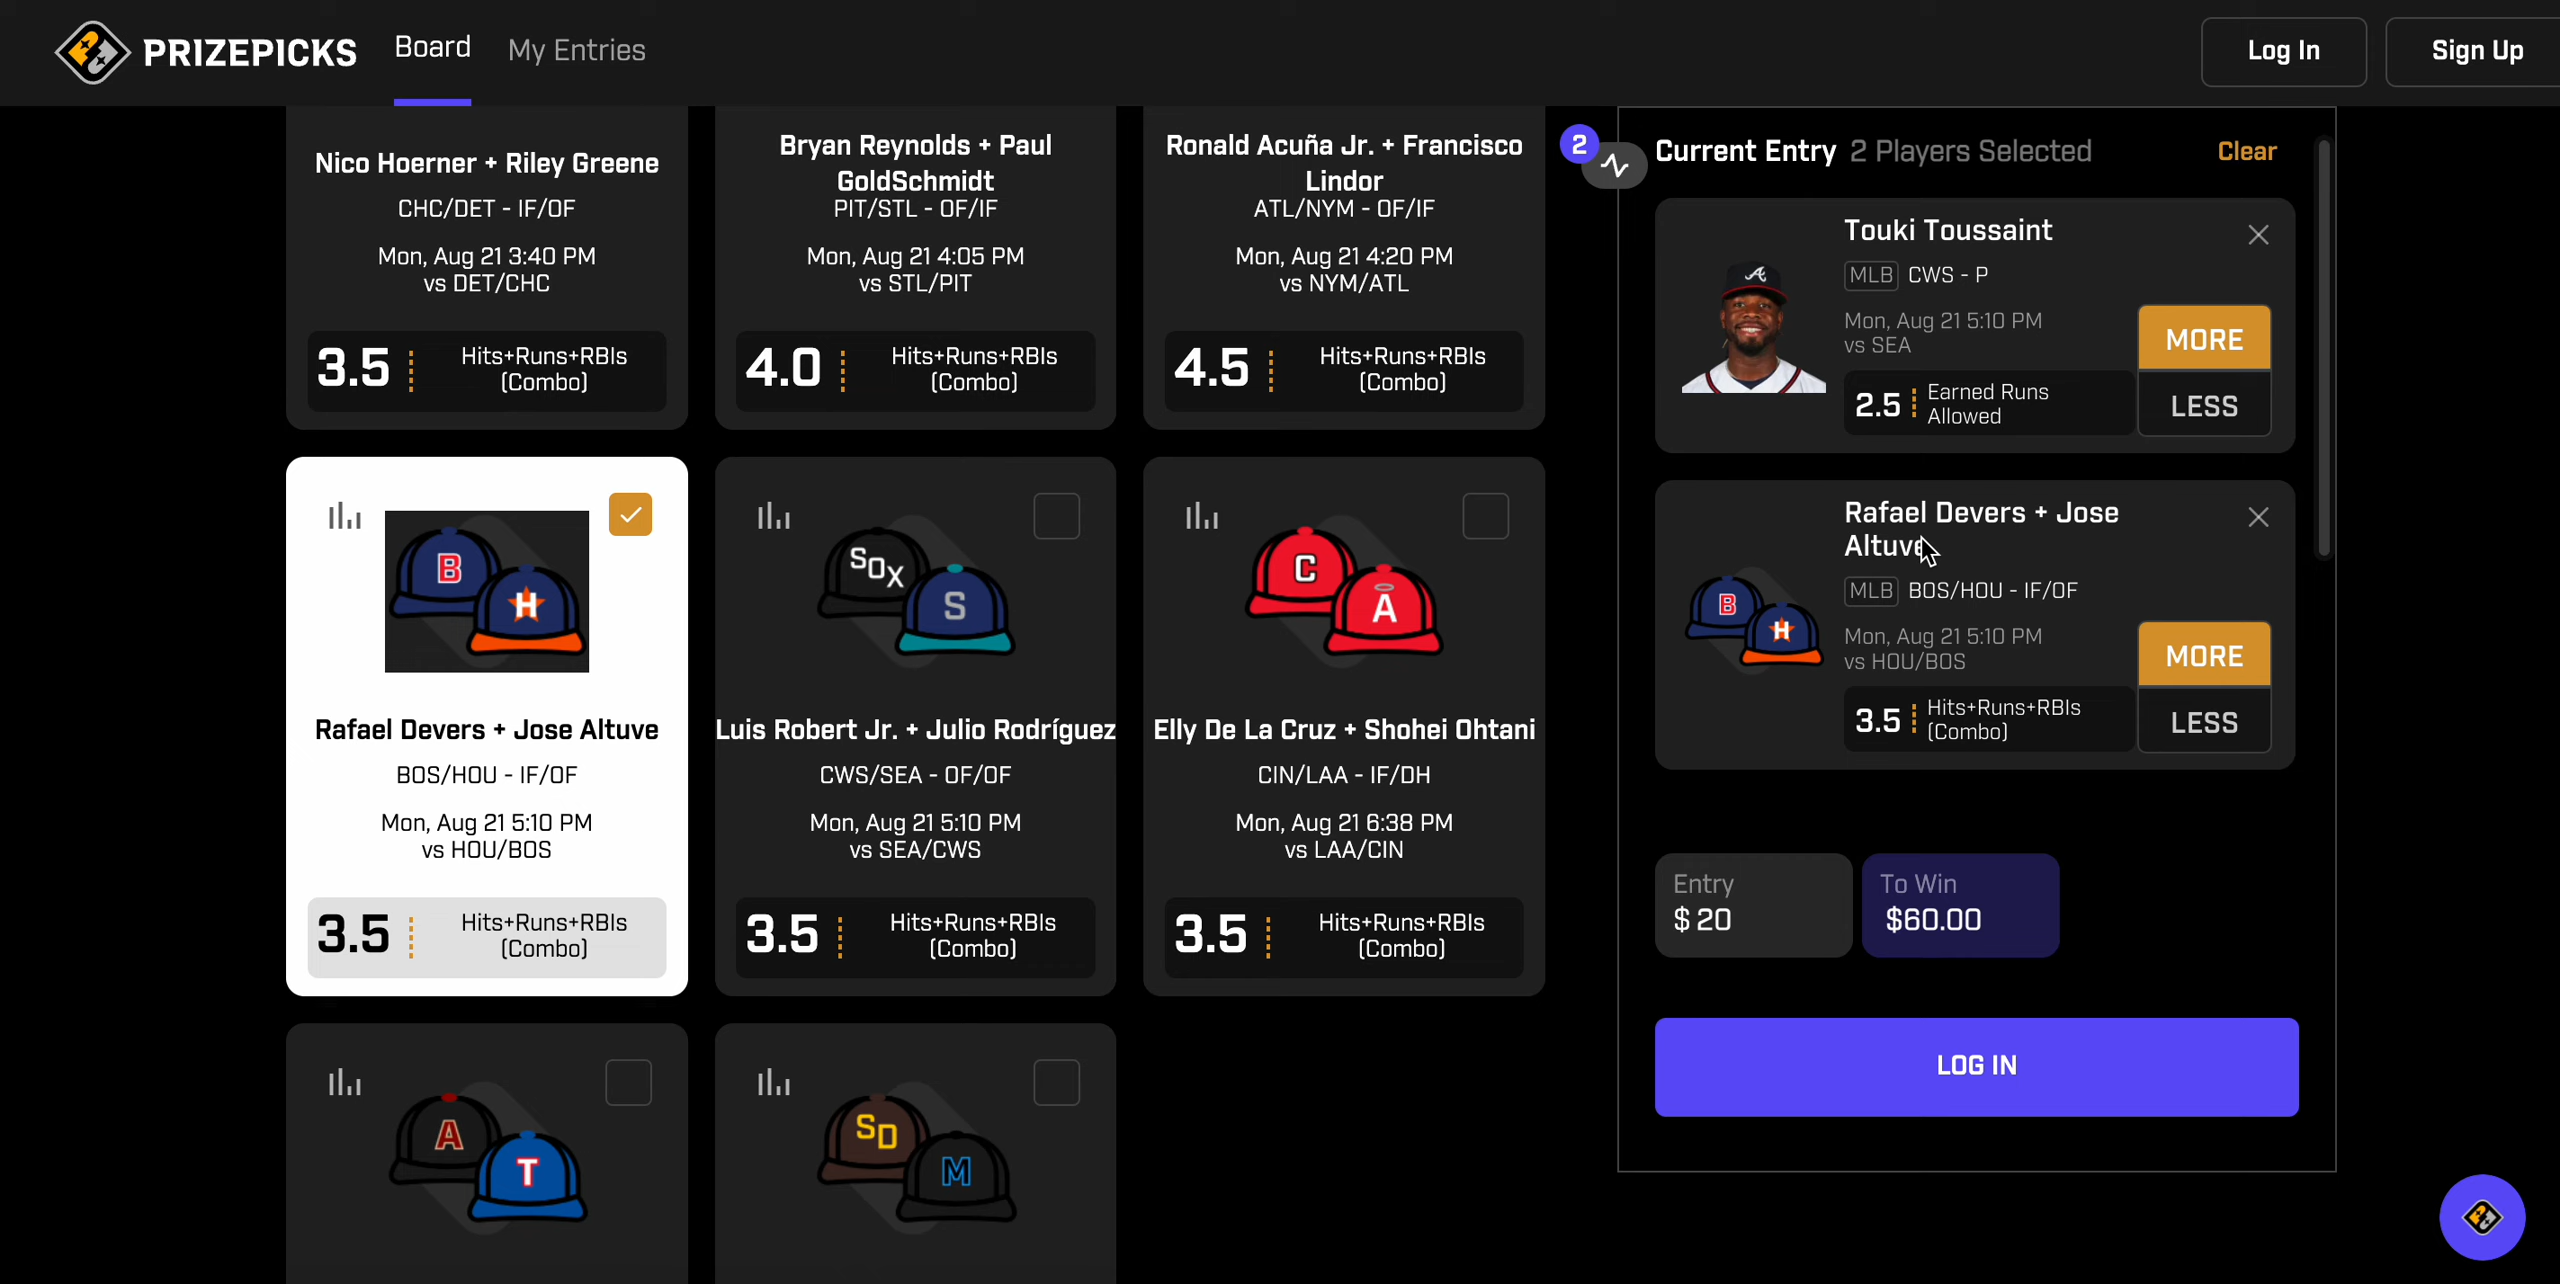 PRIZEPICKS
Board
My Entries
Log In
Sign Up
Nico Hoerner + Riley Greene
CHC/DET - IF/OF
Mon, Aug 21 3:40 PM
vs DET/CHC
3.5
Hits+Runs+RBIs
(Combo)
Bryan Reynolds + Paul
GoldSchmidt
PIT/STL - OF/IF
Mon, Aug 21 4:05 PM
vs STL/PIT
4.0
Hits+Runs+RBIs
(Combo)
Ronald Acuña Jr. + Francisco
Lindor
ATL/NYM - OF/IF
Mon, Aug 21 4:20 PM
vs NYM/ATL
4.5
Hits+Runs+RBIs
(Combo)
B
H
Rafael Devers + Jose Altuve
BOS/HOU - IF/OF
Mon, Aug 21 5:10 PM
vs HOU/BOS
3.5
Hits+Runs+RBIs
(Combo)
SOX
S
Luis Robert Jr. + Julio Rodríguez
CWS/SEA - OF/OF
Mon, Aug 21 5:10 PM
vs SEA/CWS
3.5
Hits+Runs+RBIs
(Combo)
C
A
Elly De La Cruz + Shohei Ohtani
CIN/LAA - IF/DH
Mon, Aug 21 6:38 PM
vs LAA/CIN
3.5
Hits+Runs+RBIs
(Combo)
A
T
SD
M
2
Current Entry 2 Players Selected
Clear
Touki Toussaint
A
MLB CWS - P
Mon, Aug 21 5:10 PM
vs SEA
MORE
2.5
Earned Runs
Allowed
LESS
Rafael Devers + Jose
Altuve
B
H
MLB BOS/HOU - IF/OF
Mon, Aug 21 5:10 PM
vs HOU/BOS
MORE
3.5
Hits+Runs+RBIs
(Combo)
LESS
Entry
$ 20
To Win
$60.00
LOG IN